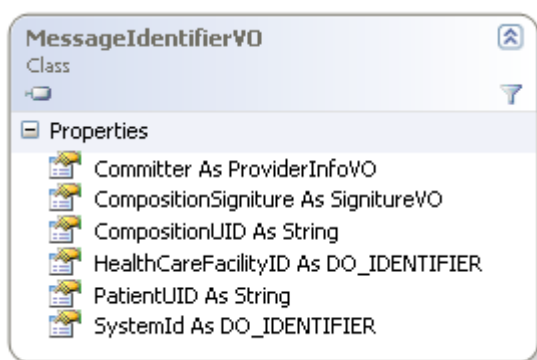 MessageIdentifierVO
Class
Properties
Committer As ProviderInfoVO
CompositionSigniture As SignitureVO
CompositionUID As String
HealthCareFacilityID As DO_IDENTIFIER
PatientUID As String
SystemId As DO_IDENTIFIER